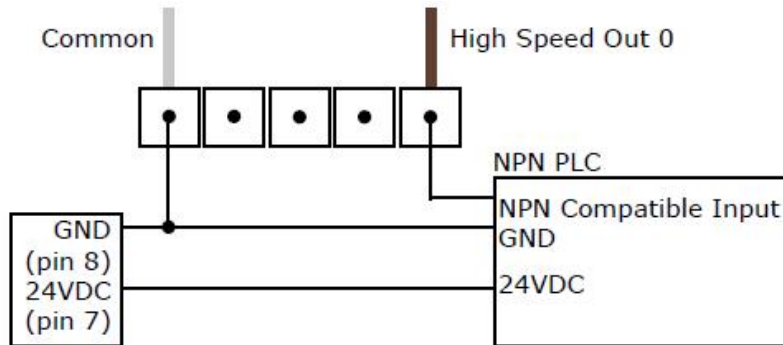 Common
High Speed Out 0
NPN PLC
NPN Compatible Input
GND
24VDC
GND
(pin 8)
24VDC
(pin 7)